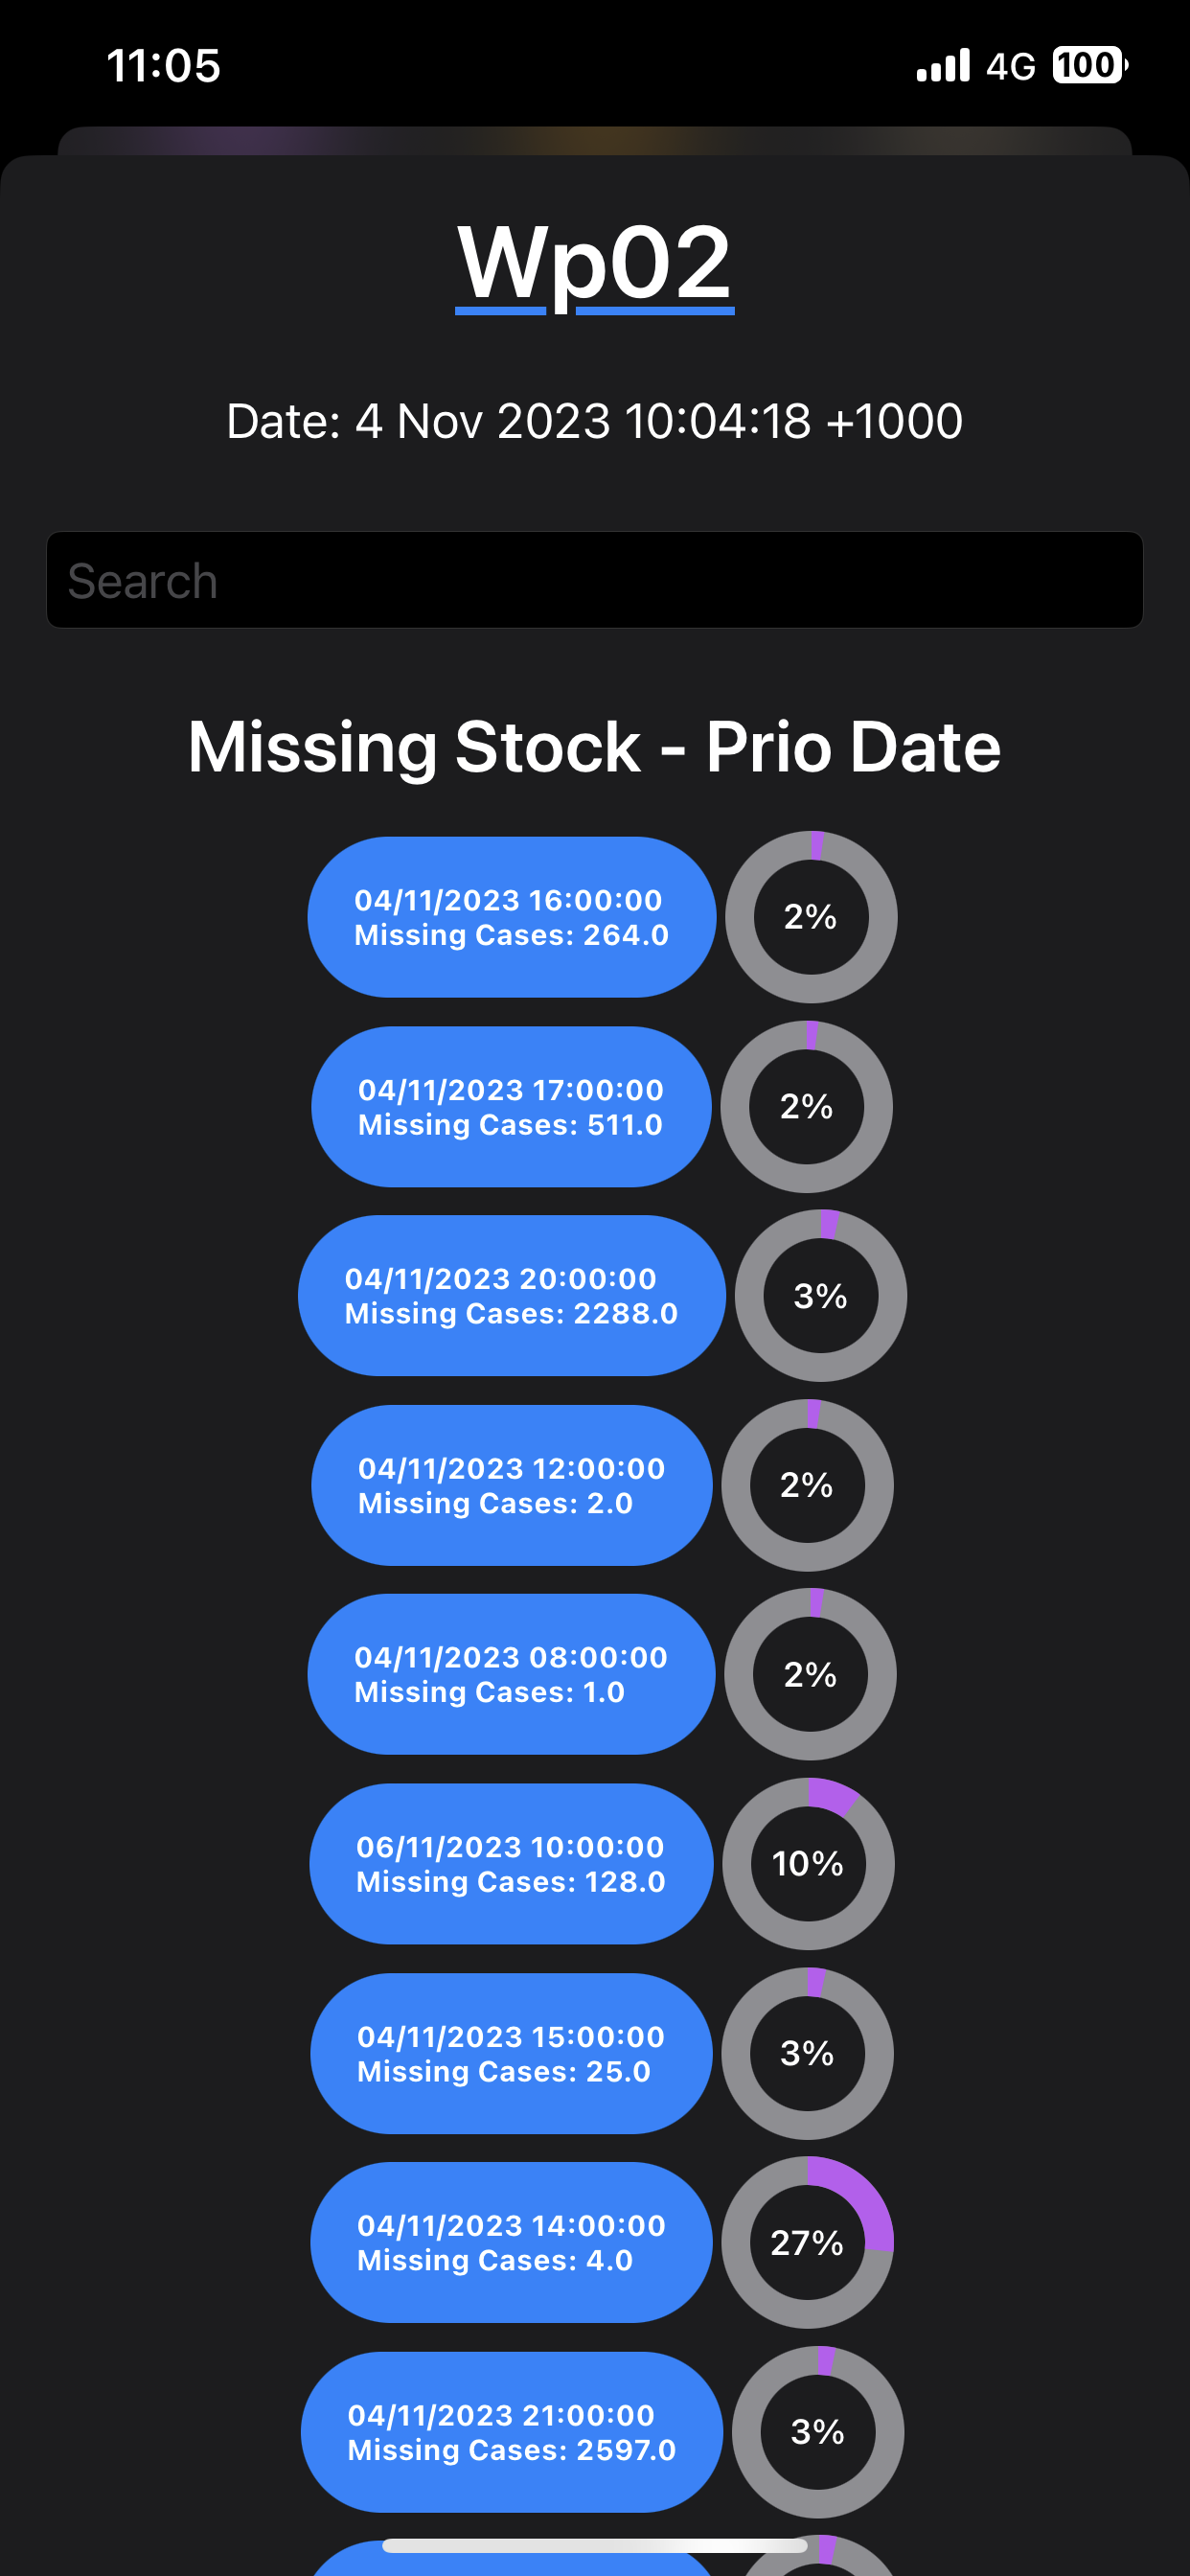 11:05 4G 100
Wp02
Date: 4 Nov 2023 10:04:18 +1000
Search
Missing Stock - Prio Date
04/11/2023 16:00:00
Missing Cases: 264.0
2%
04/11/2023 17:00:00
Missing Cases: 511.0
2%
04/11/2023 20:00:00
Missing Cases: 2288.0
3%
04/11/2023 12:00:00
Missing Cases: 2.0
2%
04/11/2023 08:00:00
Missing Cases: 1.0
2%
06/11/2023 10:00:00
Missing Cases: 128.0
10%
04/11/2023 15:00:00
Missing Cases: 25.0
3%
04/11/2023 14:00:00
Missing Cases: 4.0
27%
04/11/2023 21:00:00
Missing Cases: 2597.0
3%